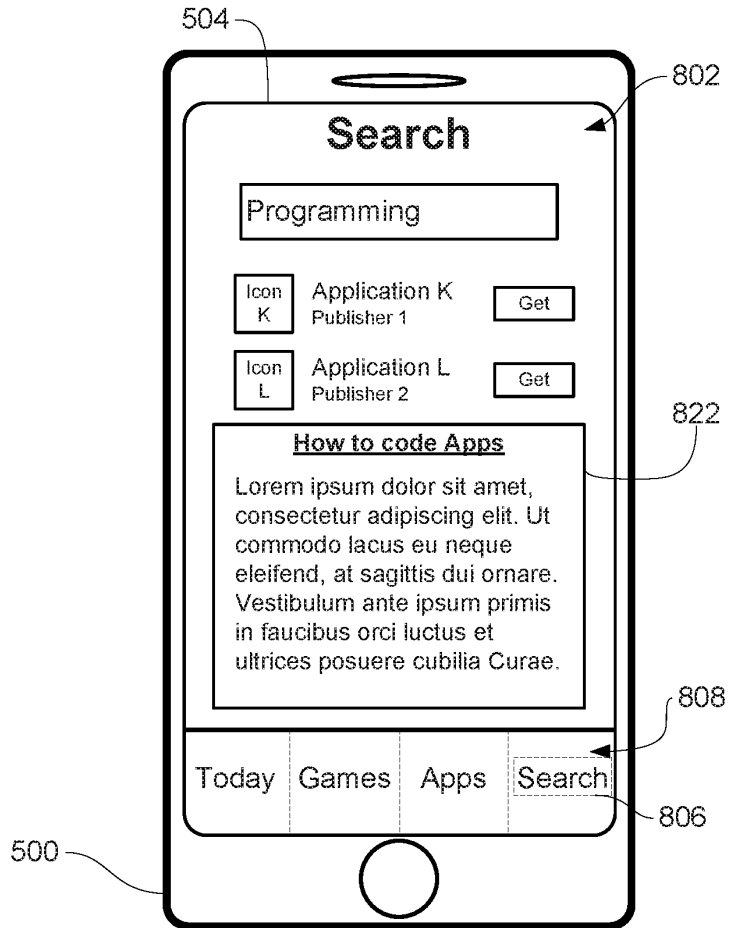 504
802
Search
Programming
Icon K
Application K
Publisher 1
Get
Icon L
Application L
Publisher 2
Get
822
How to code Apps
Lorem ipsum dolor sit amet,
consectetur adipiscing elit. Ut
commodo lacus eu neque
eleifend, at sagittis dui ornare.
Vestibulum ante ipsum primis
in faucibus orci luctus et
ultrices posuere cubilia Curae.
808
Today Games Apps Search
806
500